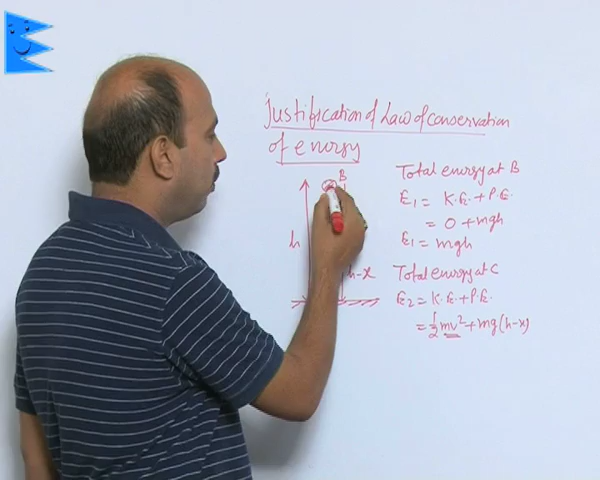 Justification of Law of conservation
of energy
B
h
h-x
Total energy at B
E1 = K.E.+P.E.
= 0 + mgh
E1 = mgh
Total energy at C
E2 = K.E.+P.E.
= 1/2 mv² + mg(h-x)